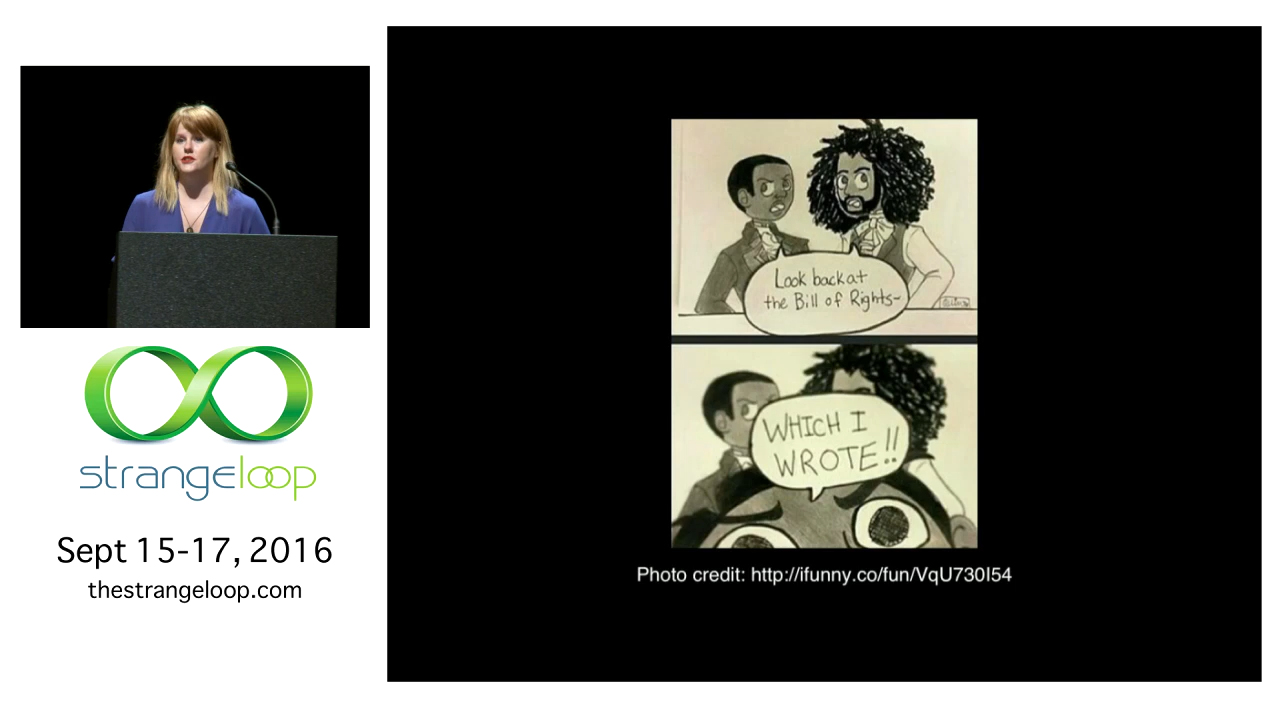 Look back at
the Bill of Rights-
WHICH I
WROTE!!
Photo credit: http://ifunny.co/fun/VqU730I54
strangeloop
Sept 15-17, 2016
thestrangeloop.com